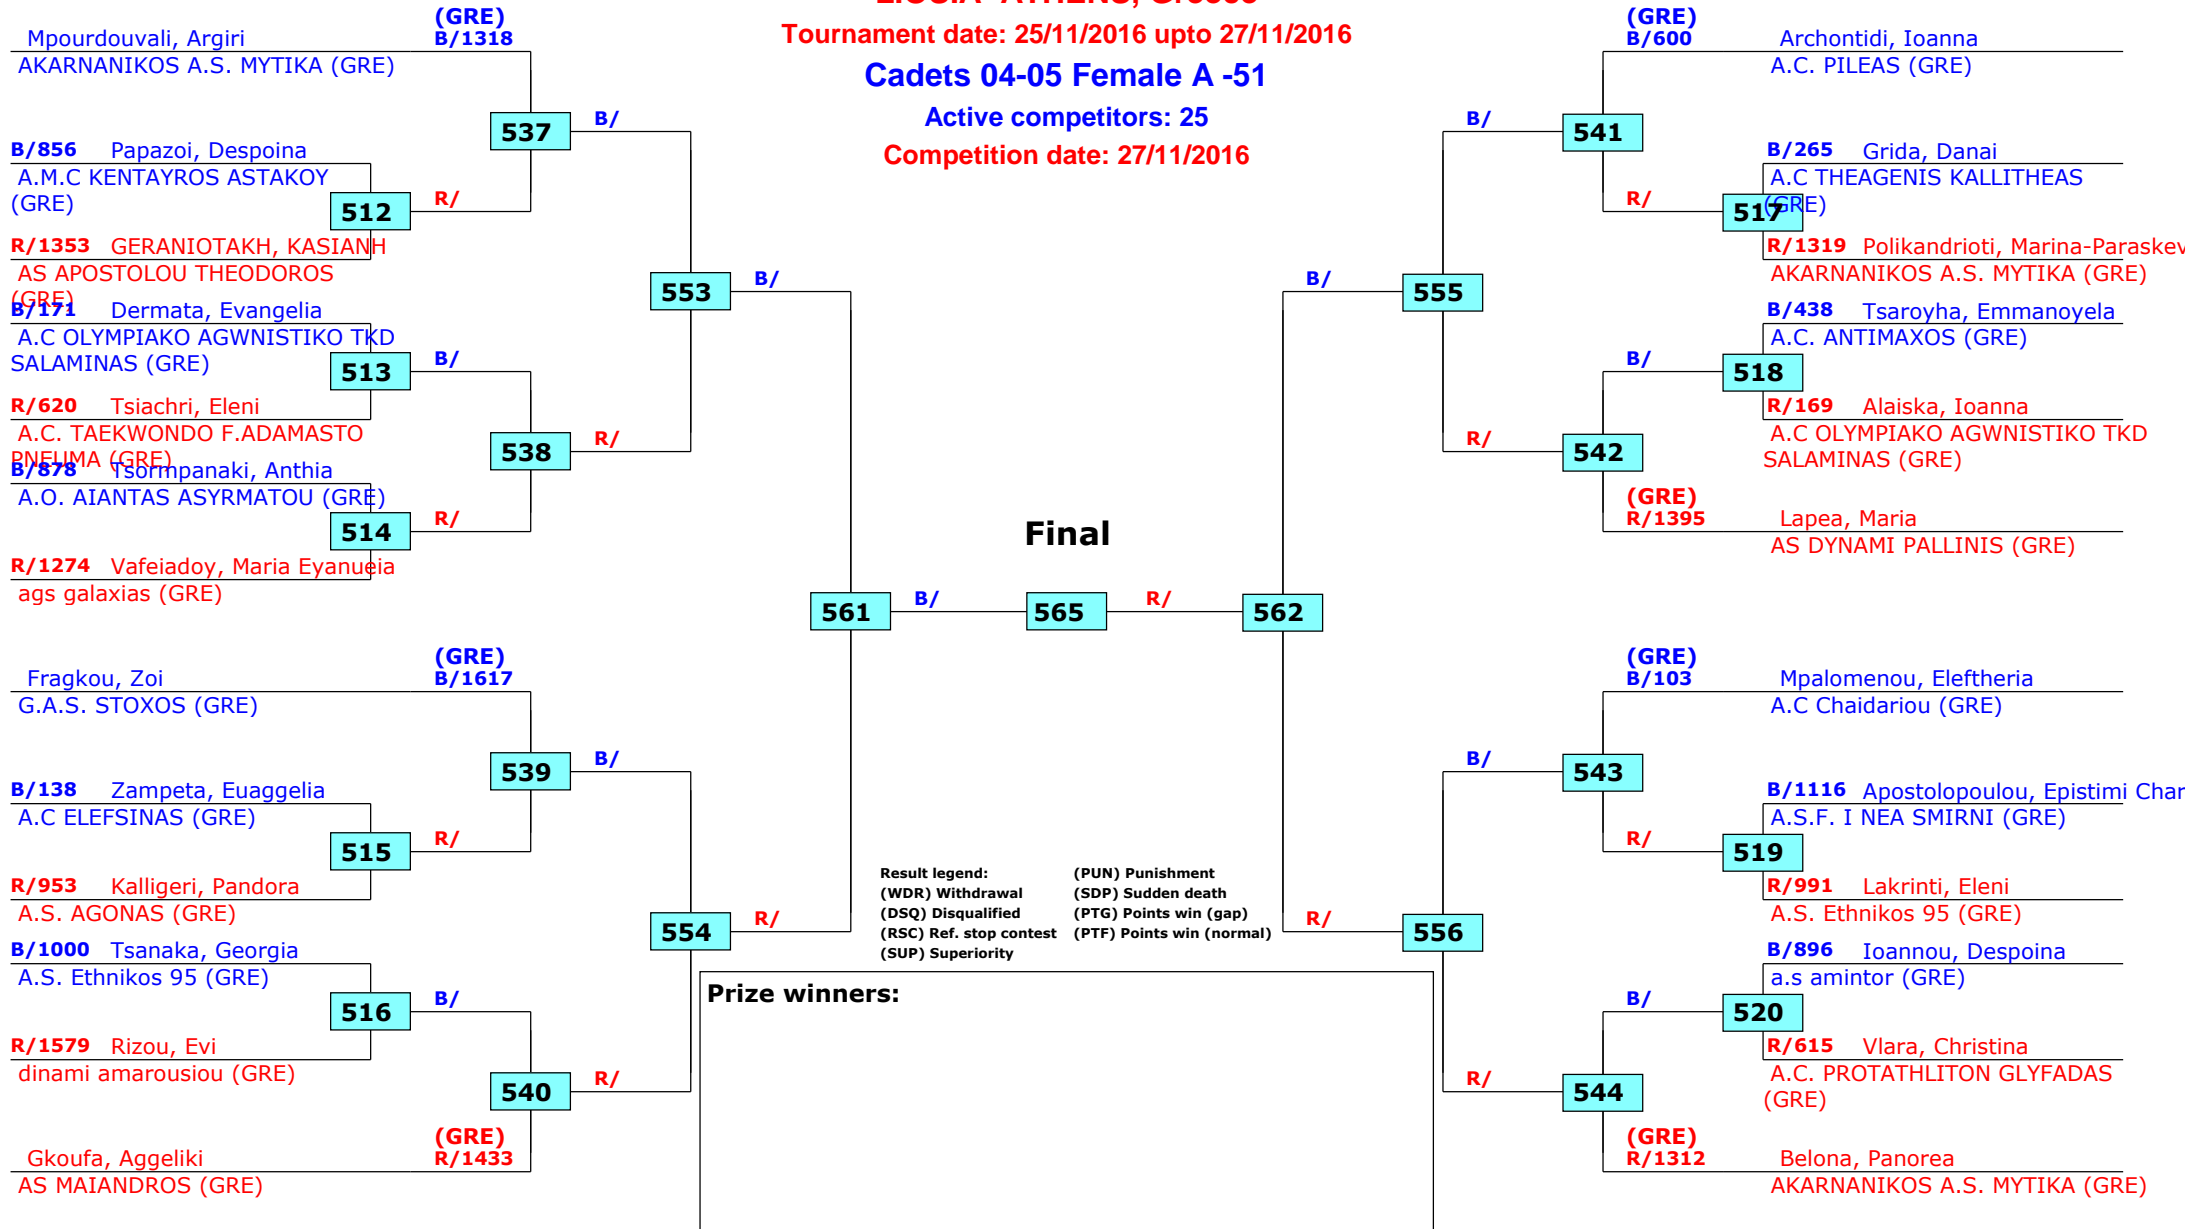 Tournament date: 25/11/2016 upto 27/11/2016
Cadets 04-05 Female A -51
Active competitors: 25
Competition date: 27/11/2016
(GRE)
Mpourdouvali, Argiri B/1318
AKARNANIKOS A.S. MYTIKA (GRE)
537
B/
B/856 Papazoi, Despoina
A.M.C KENTAYROS ASTAKOY
(GRE)
512
R/
R/1353 GERANIOTAKH, KASIANH
AS APOSTOLOU THEODOROS
(GRE)
553
B/
B/171 Dermata, Evangelia
A.C OLYMPIAKO AGWNISTIKO TKD
SALAMINAS (GRE)
513
B/
R/620 Tsiachri, Eleni
A.C. TAEKWONDO F.ADAMASTO
PNEUMA (GRE)
538
R/
B/878 Tsormpanaki, Anthia
A.O. AIANTAS ASYRMATOU (GRE)
514
R/
R/1274 Vafeiadoy, Maria Eyanueia
ags galaxias (GRE)
561
B/
Final
565
R/
562
(GRE)
Fragkou, Zoi B/1617
G.A.S. STOXOS (GRE)
539
B/
B/138 Zampeta, Euaggelia
A.C ELEFSINAS (GRE)
515
R/
R/953 Kalligeri, Pandora
A.S. AGONAS (GRE)
554
R/
B/1000 Tsanaka, Georgia
A.S. Ethnikos 95 (GRE)
516
B/
R/1579 Rizou, Evi
dinami amarousiou (GRE)
540
R/
(GRE)
Gkoufa, Aggeliki R/1433
AS MAIANDROS (GRE)
(GRE)
B/600 Archontidi, Ioanna
A.C. PILEAS (GRE)
B/
541
B/265 Grida, Danai
A.C THEAGENIS KALLITHEAS
(GRE)
R/
517
R/1319 Polikandrioti, Marina-Paraskev
AKARNANIKOS A.S. MYTIKA (GRE)
B/
555
B/438 Tsaroyha, Emmanoyela
A.C. ANTIMAXOS (GRE)
B/
518
R/169 Alaiska, Ioanna
A.C OLYMPIAKO AGWNISTIKO TKD
SALAMINAS (GRE)
R/
542
(GRE)
R/1395 Lapea, Maria
AS DYNAMI PALLINIS (GRE)
(GRE)
B/103 Mpalomenou, Eleftheria
A.C Chaidariou (GRE)
B/
543
B/1116 Apostolopoulou, Epistimi Char
A.S.F. I NEA SMIRNI (GRE)
R/
519
R/991 Lakrinti, Eleni
A.S. Ethnikos 95 (GRE)
R/
556
B/896 Ioannou, Despoina
a.s amintor (GRE)
B/
520
R/615 Vlara, Christina
A.C. PROTATHLITON GLYFADAS
(GRE)
R/
544
(GRE)
R/1312 Belona, Panorea
AKARNANIKOS A.S. MYTIKA (GRE)
Result legend: (PUN) Punishment
(WDR) Withdrawal (SDP) Sudden death
(DSQ) Disqualified (PTG) Points win (gap)
(RSC) Ref. stop contest (PTF) Points win (normal)
(SUP) Superiority
Prize winners: